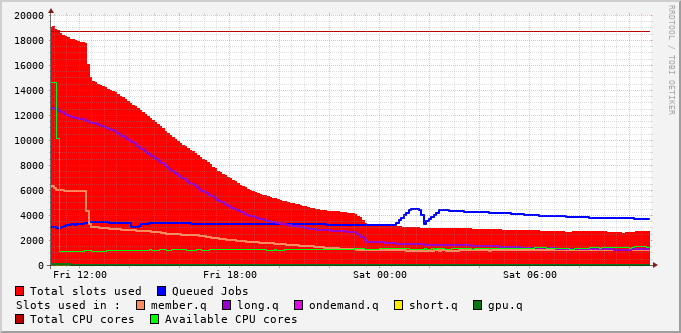 20000
18000
16000
14000
12000
10000
8000
6000
4000
2000
0
Fri 12:00 Fri 18:00 Sat 00:00 Sat 06:00
RRDTOOL / TOBI OETIKER
Total slots used Queued Jobs
Slots used in : member.q long.q ondemand.q short.q gpu.q
Total CPU cores Available CPU cores